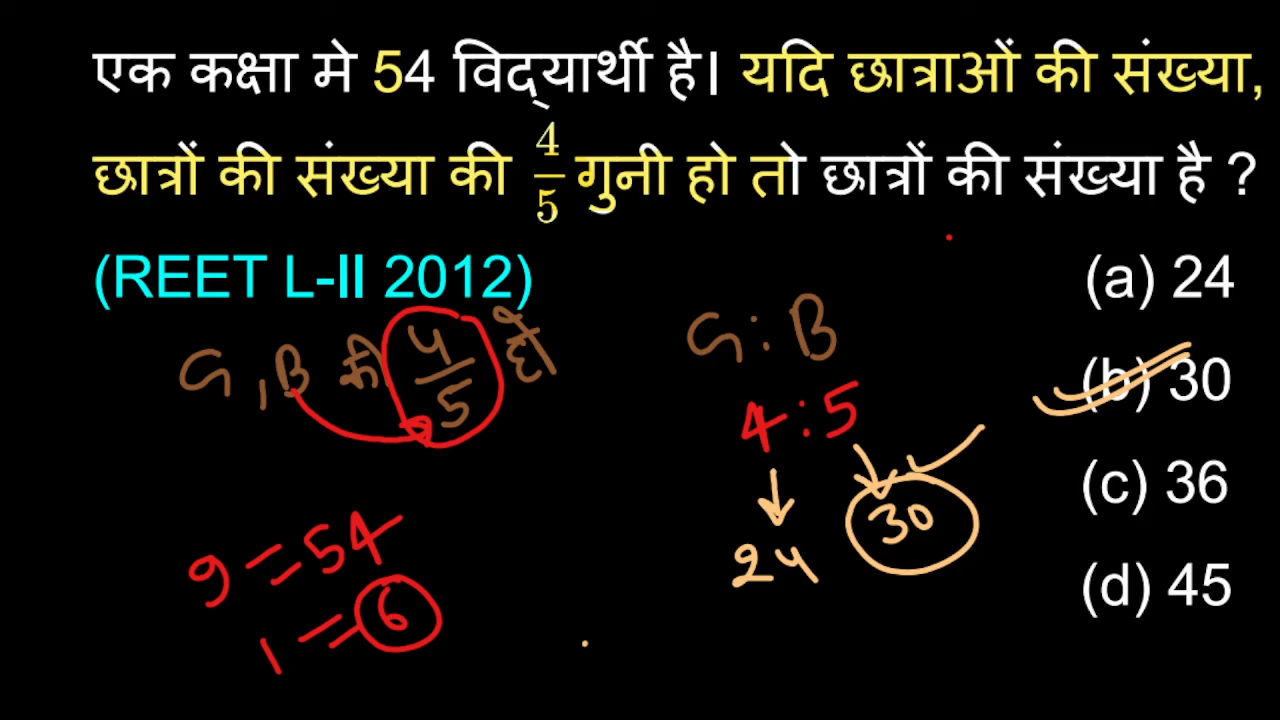 एक कक्षा मे 54 विद्यार्थी है। यदि छात्राओं की संख्या,
छात्रों की संख्या की 4/5 गुनी हो तो छात्रों की संख्या है ?
(REET L-II 2012)
(a) 24
G , B की 4/5 हो
G : B
(b) 30
4 : 5
(c) 36
24 30
9 = 54
1 = 6
(d) 45